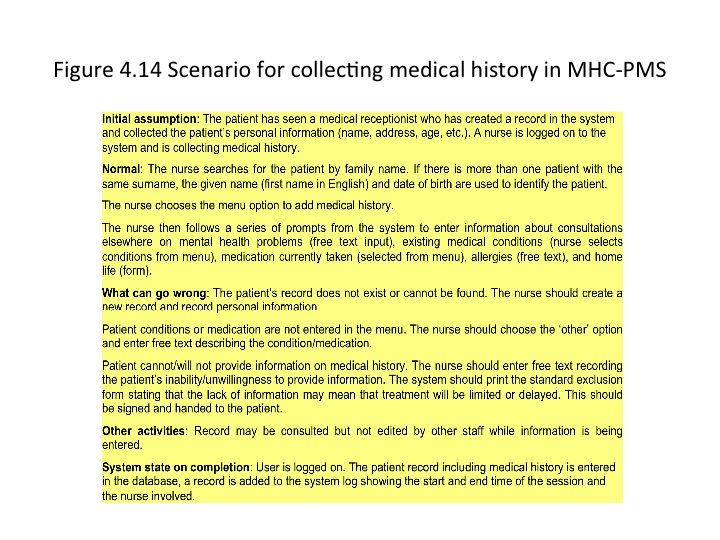 Figure 4.14 Scenario for collecting medical history in MHC-PMS
Initial assumption: The patient has seen a medical receptionist who has created a record in the system
and collected the patient's personal information (name, address, age, etc.). A nurse is logged on to the
system and is collecting medical history.
Normal: The nurse searches for the patient by family name. If there is more than one patient with the
same surname, the given name (first name in English) and date of birth are used to identify the patient.
The nurse chooses the menu option to add medical history.
The nurse then follows a series of prompts from the system to enter information about consultations
elsewhere on mental health problems (free text input), existing medical conditions (nurse selects
conditions from menu), medication currently taken (selected from menu), allergies (free text), and home
life (form).
What can go wrong: The patient's record does not exist or cannot be found. The nurse should create a
new record and record personal information
Patient conditions or medication are not entered in the menu. The nurse should choose the ‘other’ option
and enter free text describing the condition/medication.
Patient cannot/will not provide information on medical history. The nurse should enter free text recording
the patient's inability/unwillingness to provide information. The system should print the standard exclusion
form stating that the lack of information may mean that treatment will be limited or delayed. This should
be signed and handed to the patient.
Other activities: Record may be consulted but not edited by other staff while information is being
entered.
System state on completion: User is logged on. The patient record including medical history is entered
in the database, a record is added to the system log showing the start and end time of the session and
the nurse involved.